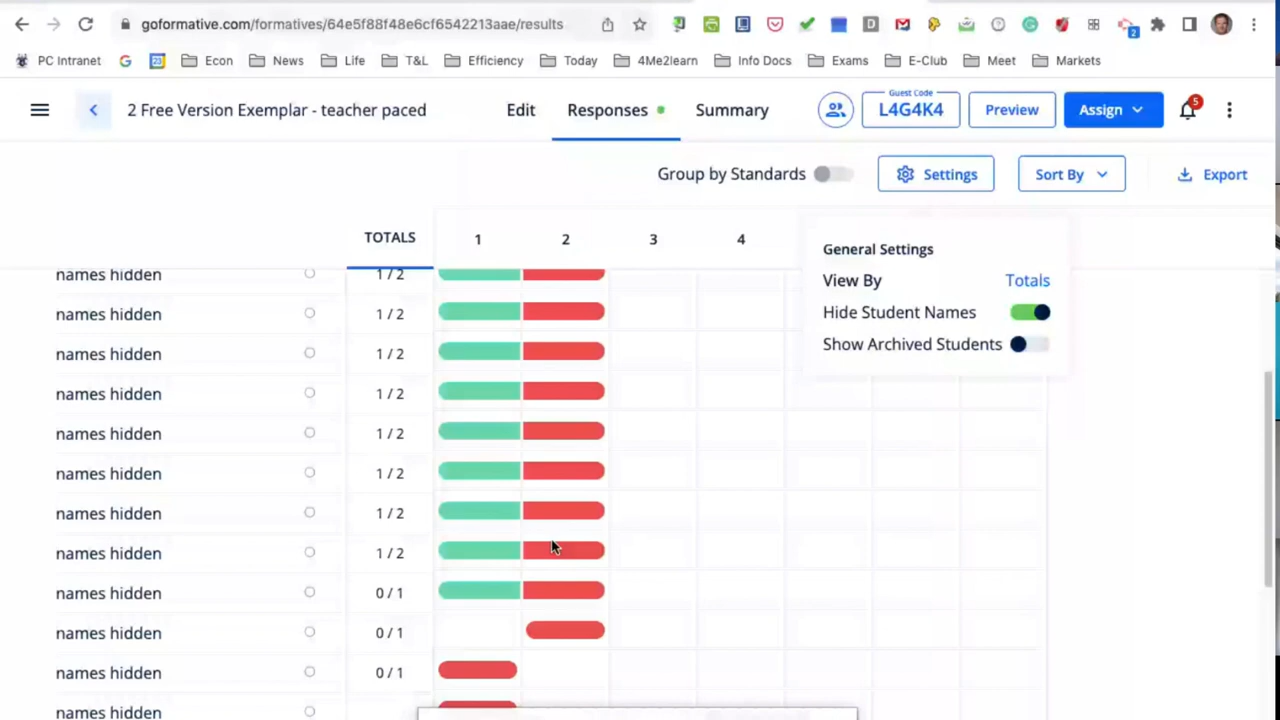 goformative.com/formatives/64e5f88f48e6cf6542213aae/results
2
PC Intranet Econ News Life T&L Efficiency Today 4Me2learn Info Docs Exams E-Club Meet Markets
2 Free Version Exemplar - teacher paced Edit Responses Summary Guest Code L4G4K4 Preview Assign 5
Group by Standards Settings Sort By Export
TOTALS 1 2 3 4
General Settings
View By Totals
Hide Student Names
Show Archived Students
names hidden 1 / 2
names hidden 1 / 2
names hidden 1 / 2
names hidden 1 / 2
names hidden 1 / 2
names hidden 1 / 2
names hidden 1 / 2
names hidden 1 / 2
names hidden 0 / 1
names hidden 0 / 1
names hidden 0 / 1
names hidden